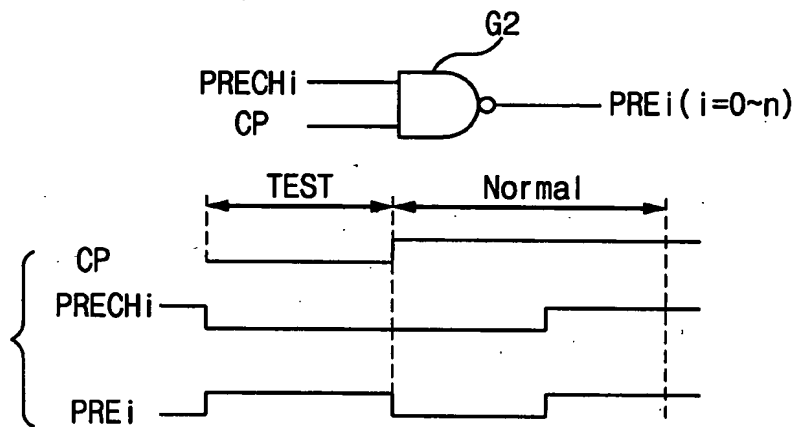 G2
PRECHi
CP
PREi(i=0~n)
TEST
Normal
CP
PRECHi
PREi